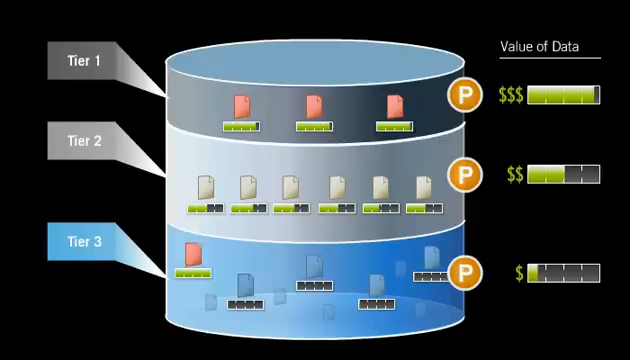 Value of Data
Tier 1
P
$$$
Tier 2
P
$$
Tier 3
P
$